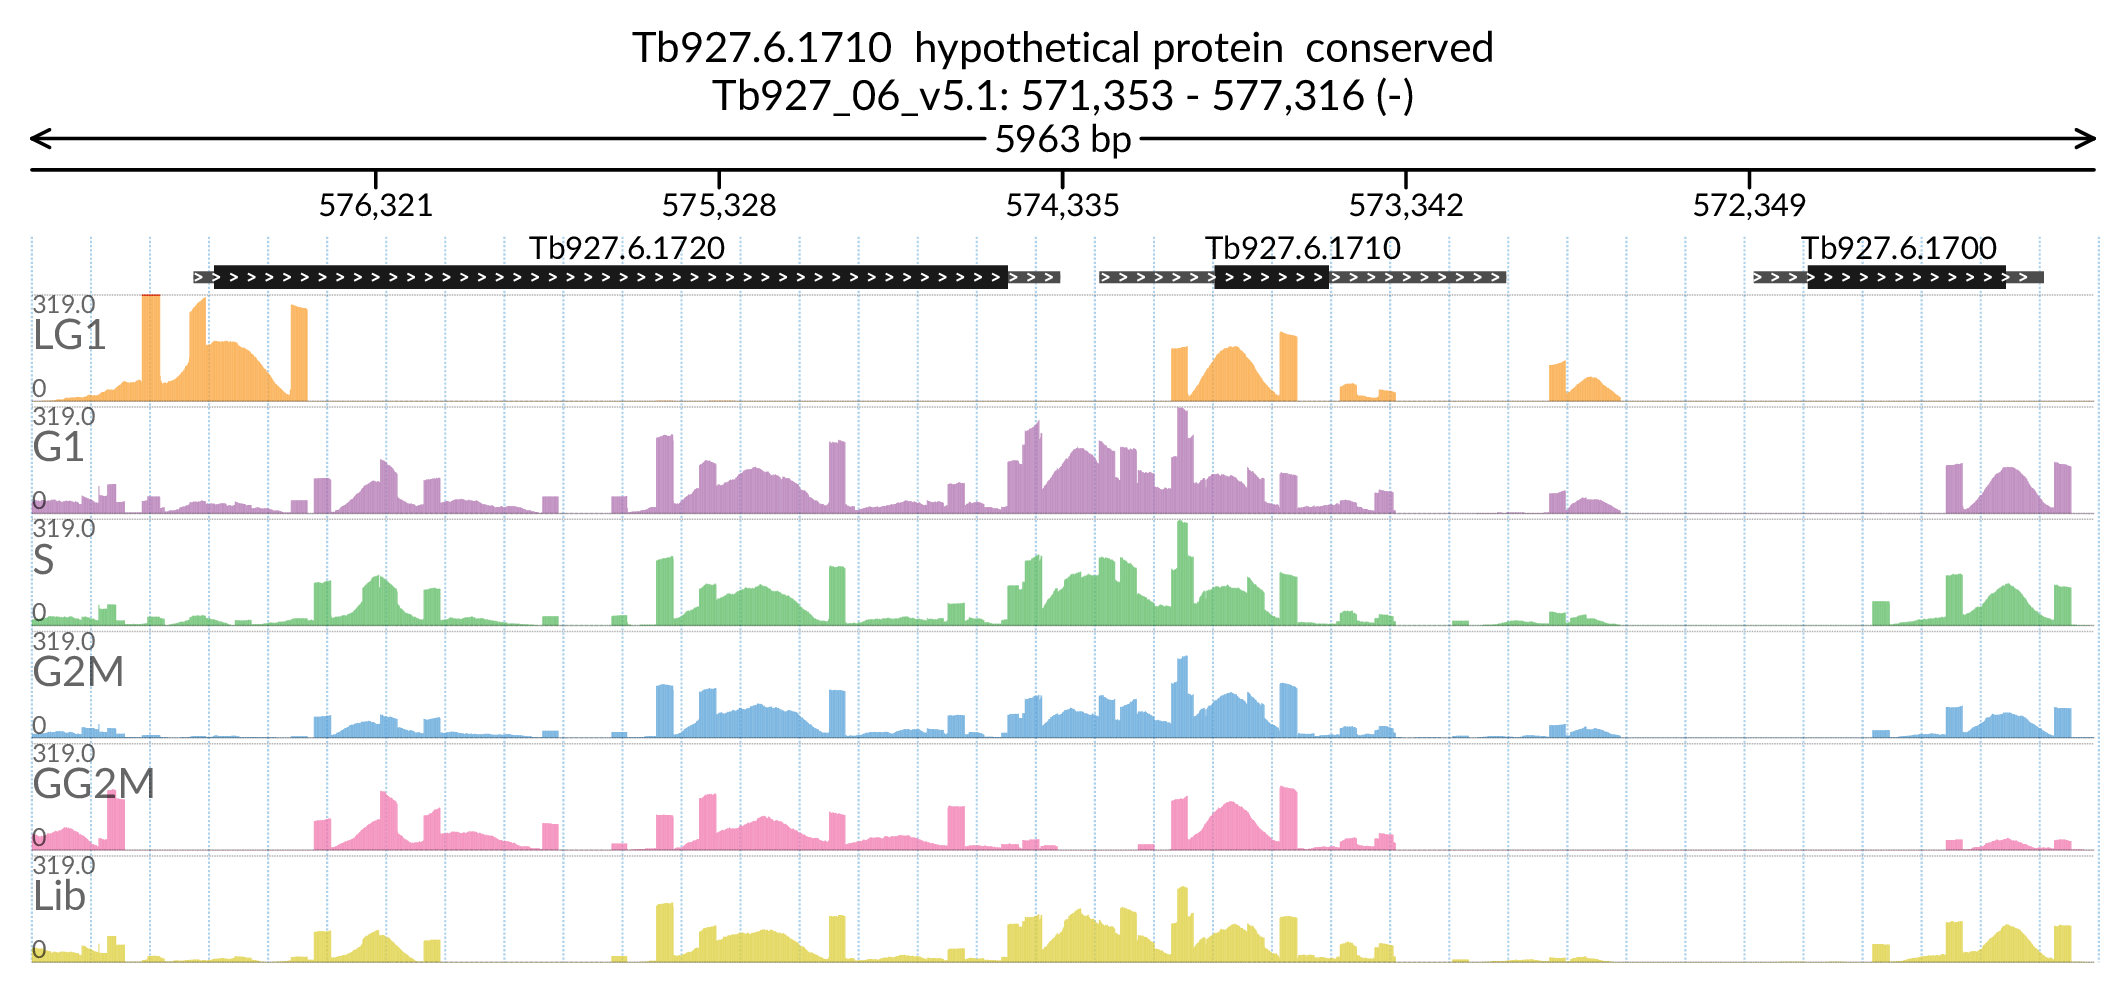 Tb927.6.1710  hypothetical protein  conserved
Tb927_06_v5.1: 571,353 - 577,316 (-)
5963 bp
576,321 575,328 574,335 573,342 572,349
Tb927.6.1720 Tb927.6.1710 Tb927.6.1700
319.0
LG1
0
319.0
G1
0
319.0
S
0
319.0
G2M
0
319.0
GG2M
0
319.0
Lib
0